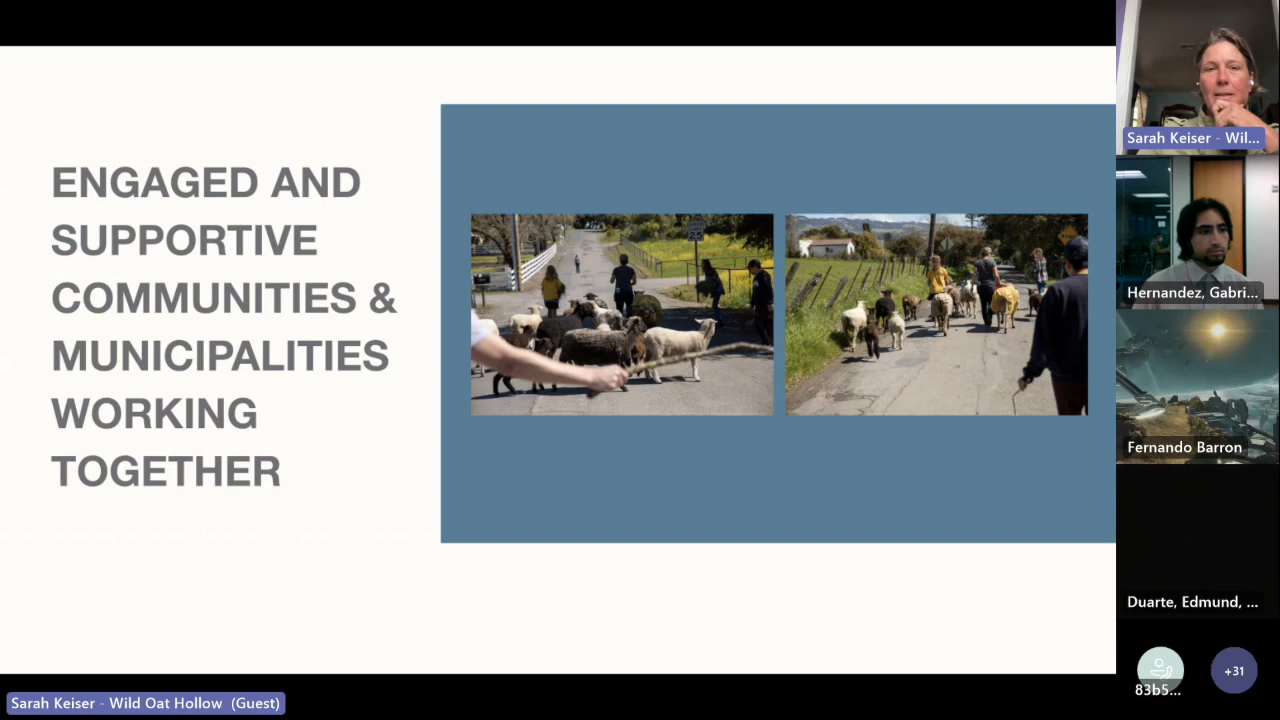 ENGAGED AND
SUPPORTIVE
COMMUNITIES &
MUNICIPALITIES
WORKING
TOGETHER
25
Sarah Keiser - Wil...
Hernandez, Gabri...
Fernando Barron
Duarte, Edmund, ...
83b5...
+31
Sarah Keiser - Wild Oat Hollow (Guest)